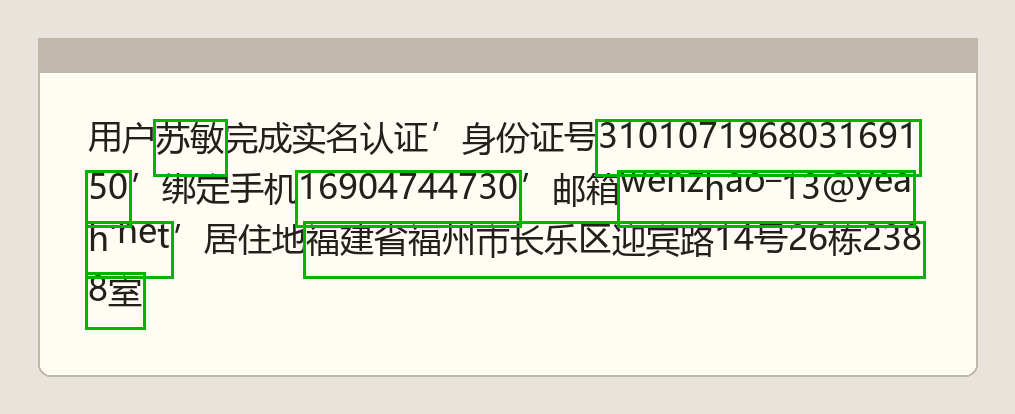 用户苏敏完成实名认证，身份证号3101071968031691
50，绑定手机16904744730，邮箱wenzhao-13@yea
h.net，居住地福建省福州市长乐区迎宾路14号26栋238
8室